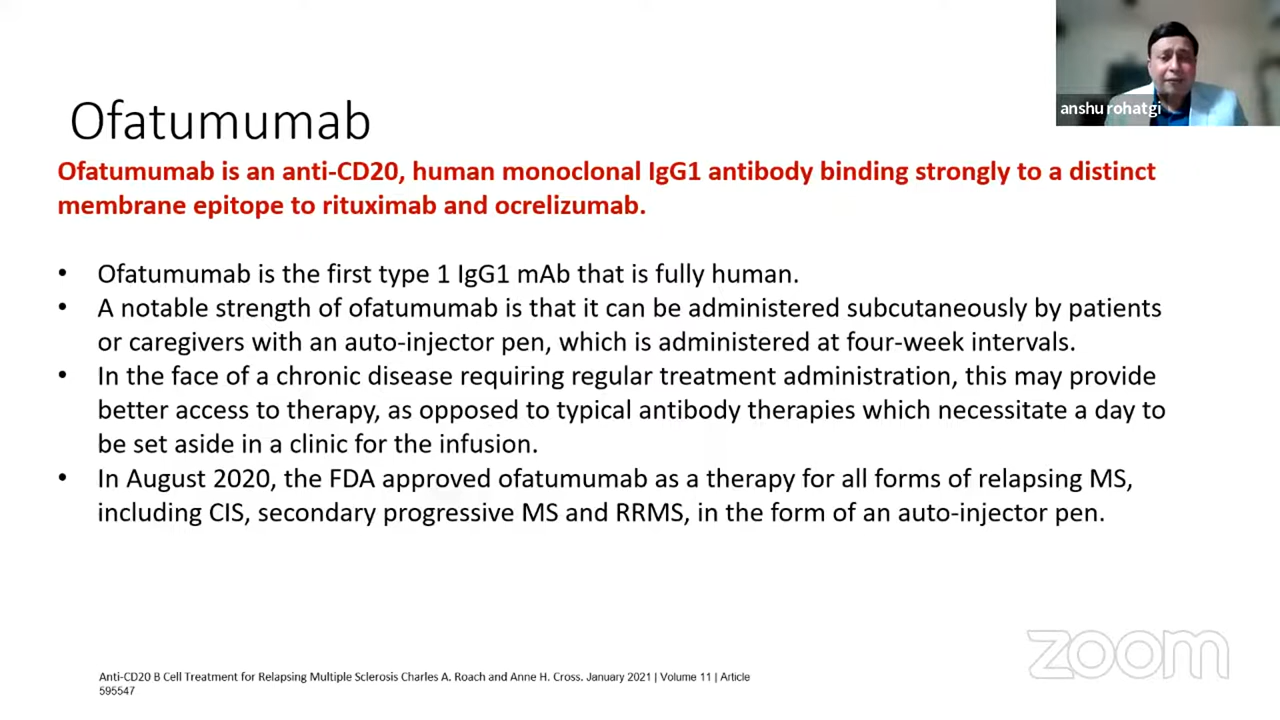 anshu rohatgi
Ofatumumab
Ofatumumab is an anti-CD20, human monoclonal IgG1 antibody binding strongly to a distinct
membrane epitope to rituximab and ocrelizumab.
• Ofatumumab is the first type 1 IgG1 mAb that is fully human.
• A notable strength of ofatumumab is that it can be administered subcutaneously by patients
or caregivers with an auto-injector pen, which is administered at four-week intervals.
• In the face of a chronic disease requiring regular treatment administration, this may provide
better access to therapy, as opposed to typical antibody therapies which necessitate a day to
be set aside in a clinic for the infusion.
• In August 2020, the FDA approved ofatumumab as a therapy for all forms of relapsing MS,
including CIS, secondary progressive MS and RRMS, in the form of an auto-injector pen.
zoom
Anti-CD20 B Cell Treatment for Relapsing Multiple Sclerosis Charles A. Roach and Anne H. Cross. January 2021 | Volume 11 | Article
595547